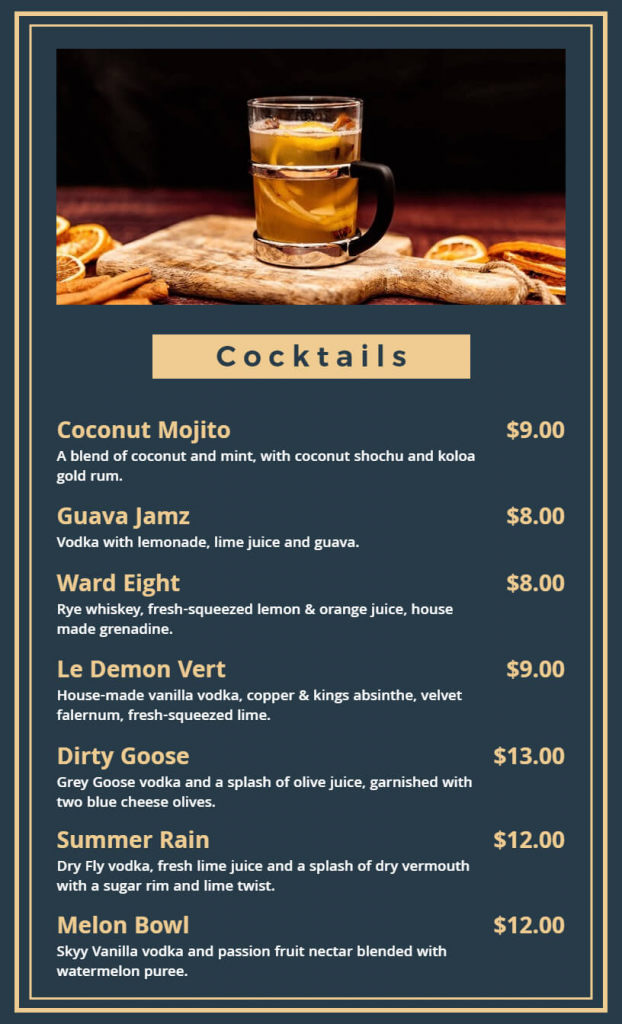 Cocktails
Coconut Mojito $9.00
A blend of coconut and mint, with coconut shochu and koloa
gold rum.
Guava Jamz $8.00
Vodka with lemonade, lime juice and guava.
Ward Eight $8.00
Rye whiskey, fresh-squeezed lemon & orange juice, house
made grenadine.
Le Demon Vert $9.00
House-made vanilla vodka, copper & kings absinthe, velvet
falernum, fresh-squeezed lime.
Dirty Goose $13.00
Grey Goose vodka and a splash of olive juice, garnished with
two blue cheese olives.
Summer Rain $12.00
Dry Fly vodka, fresh lime juice and a splash of dry vermouth
with a sugar rim and lime twist.
Melon Bowl $12.00
Skyy Vanilla vodka and passion fruit nectar blended with
watermelon puree.